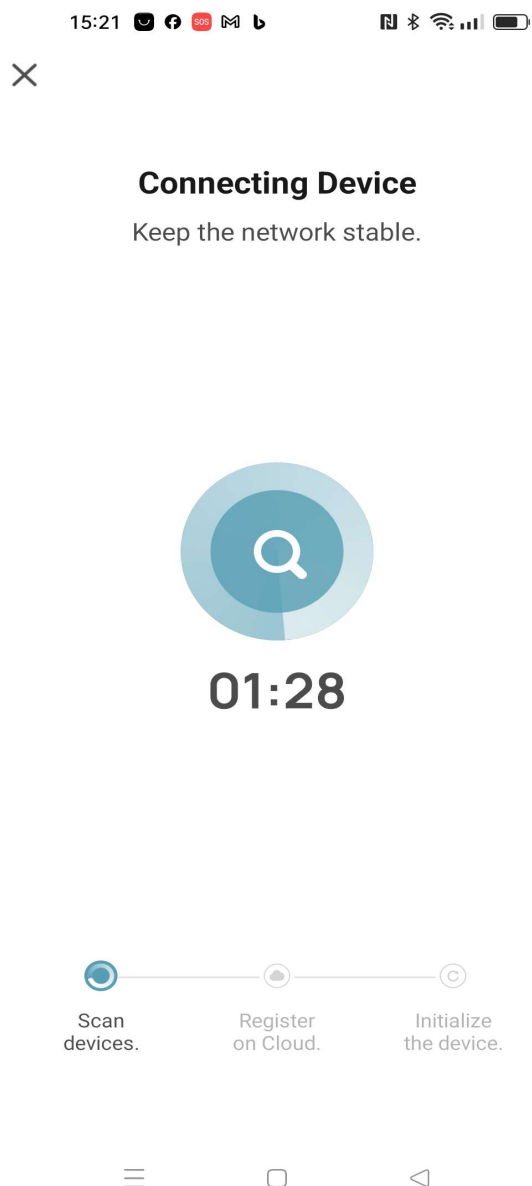 15:21 SOS
Connecting Device
Keep the network stable.
01:28
Scan
devices.
Register
on Cloud.
Initialize
the device.